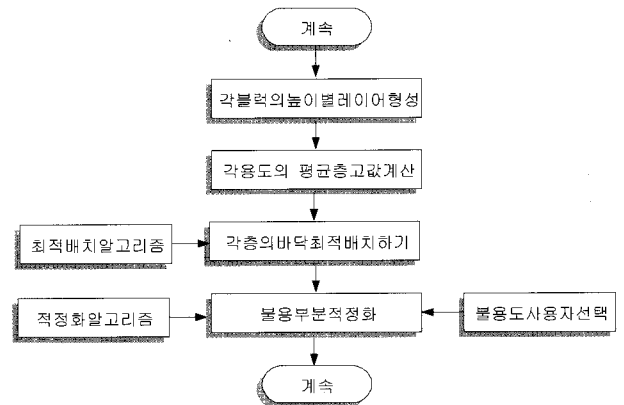 계속
각블럭의높이별레이어형성
각용도의 평균층고값계산
최적배치알고리즘
각층의바닥최적배치하기
적정화알고리즘
불용부분적정화
불용도사용자선택
계속